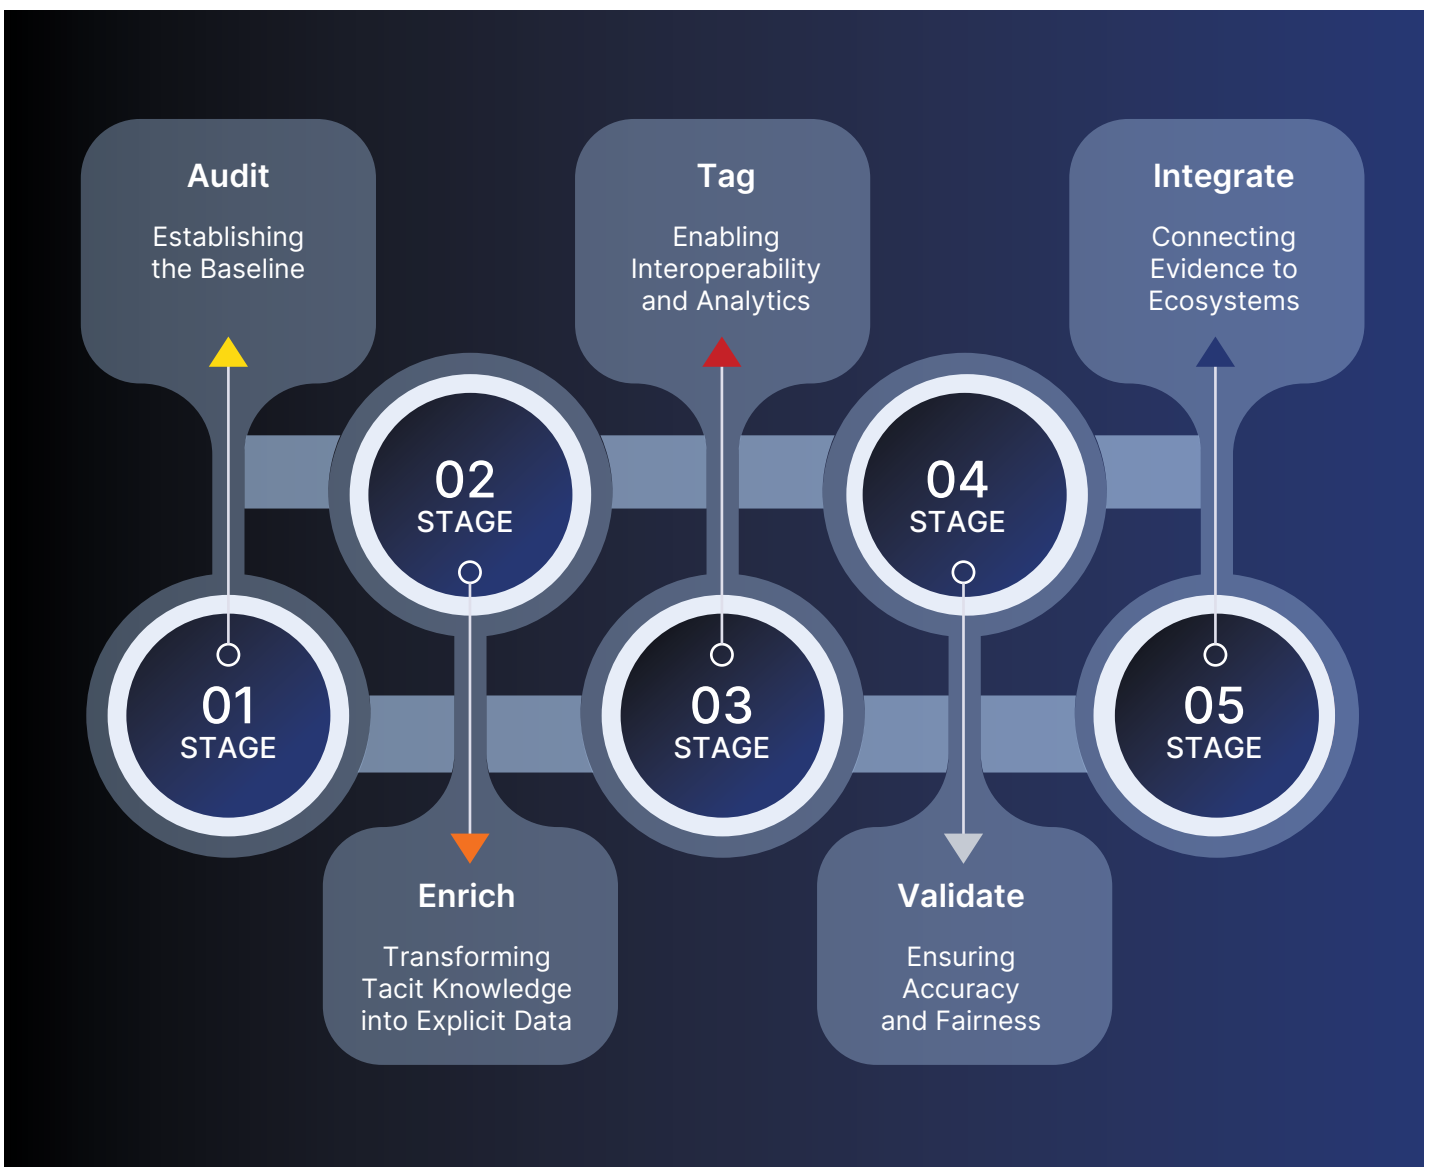 Audit
Establishing
the Baseline
01
STAGE
02
STAGE
Enrich
Transforming
Tacit Knowledge
into Explicit Data
Tag
Enabling
Interoperability
and Analytics
03
STAGE
04
STAGE
Validate
Ensuring
Accuracy
and Fairness
Integrate
Connecting
Evidence to
Ecosystems
05
STAGE